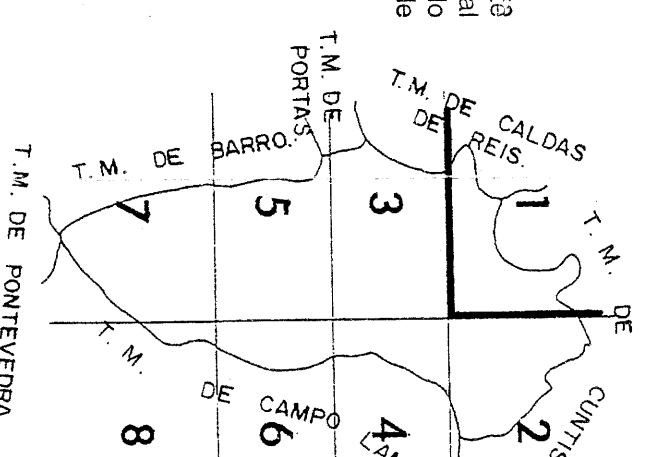 T.M. DE CALDAS
DE REIS.
T.M. DE
PORTAS
T.M. DE BARRO.
T.M. DE PONTEVEDRA
T. M. DE
CUNTIS
T. M. DE CAMPO
1
2
3
4
5
6
7
8